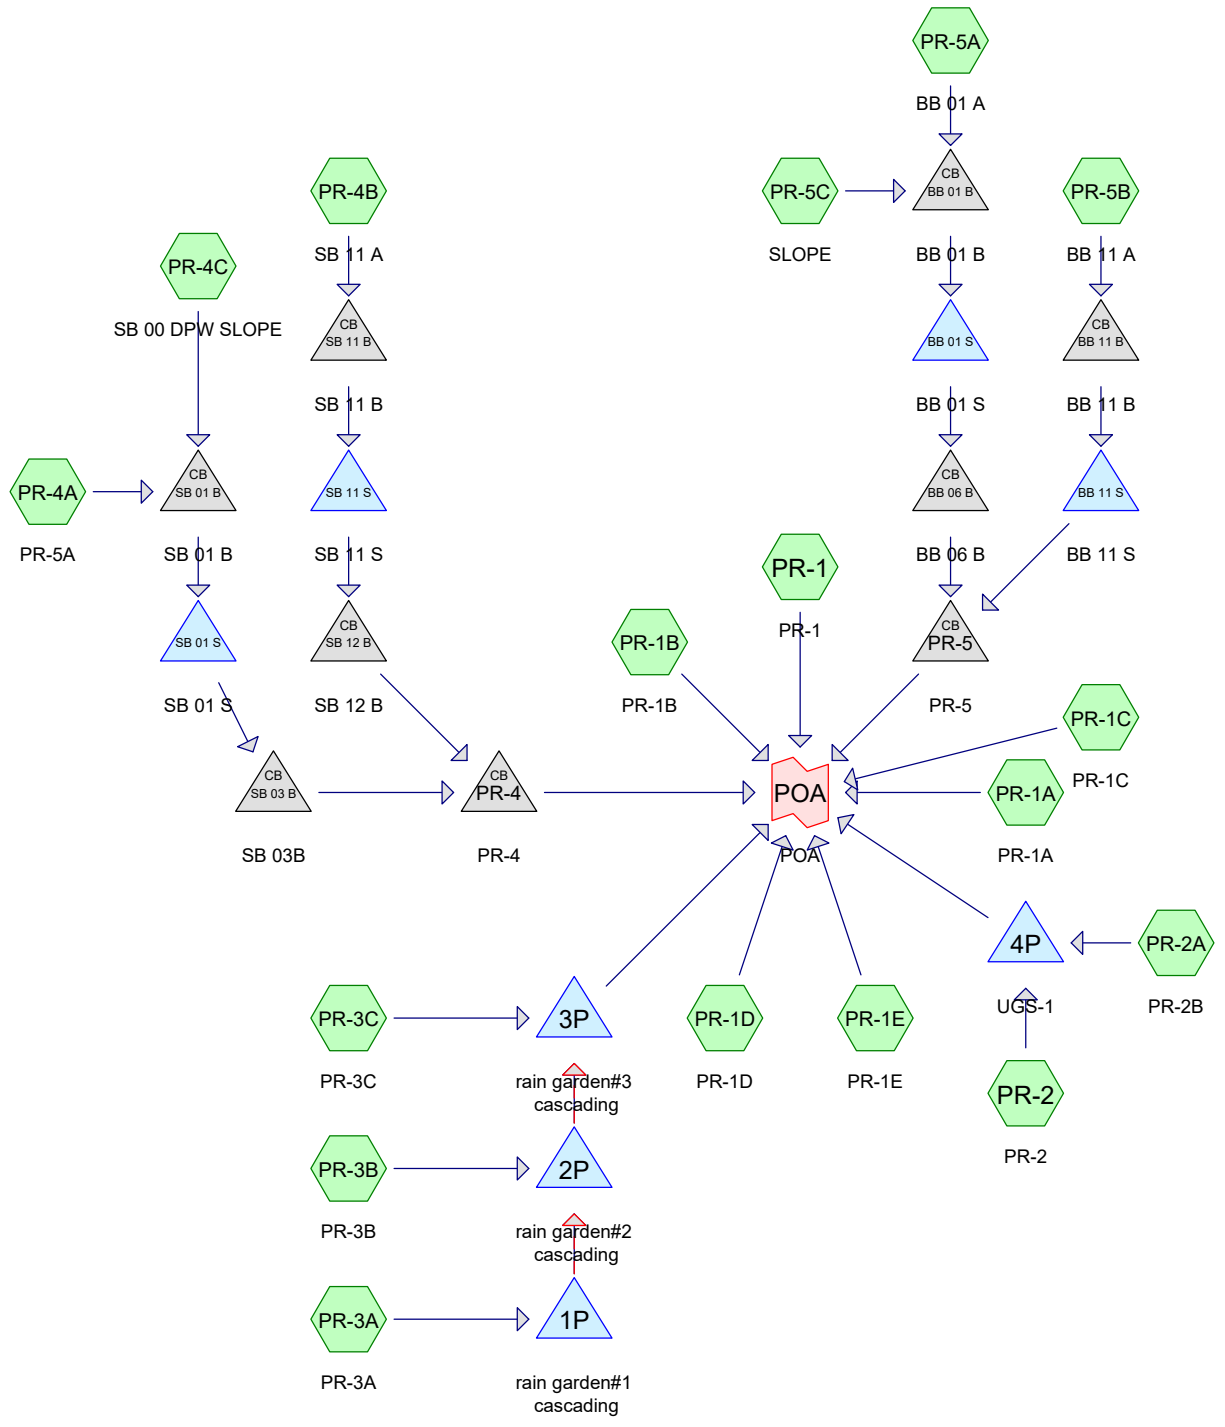 PR-5A
BB 01 A
PR-4B
SB 11 A
PR-5C
SLOPE
CB
BB 01 B
BB 01 B
PR-5B
BB 11 A
PR-4C
SB 00 DPW SLOPE
CB
SB 11 B
SB 11 B
BB 01 S
BB 01 S
CB
BB 11 B
BB 11 B
PR-4A
PR-5A
CB
SB 01 B
SB 01 B
SB 11 S
SB 11 S
CB
BB 06 B
BB 06 B
BB 11 S
BB 11 S
PR-1
PR-1
SB 01 S
SB 01 S
CB
SB 12 B
SB 12 B
PR-1B
PR-1B
CB
PR-5
PR-5
PR-1C
PR-1C
CB
SB 03 B
SB 03B
CB
PR-4
PR-4
POA
POA
PR-1A
PR-1A
4P
UGS-1
PR-2A
PR-2B
PR-3C
PR-3C
3P
rain garden#3
cascading
PR-1D
PR-1D
PR-1E
PR-1E
PR-2
PR-2
PR-3B
PR-3B
2P
rain garden#2
cascading
PR-3A
PR-3A
1P
rain garden#1
cascading